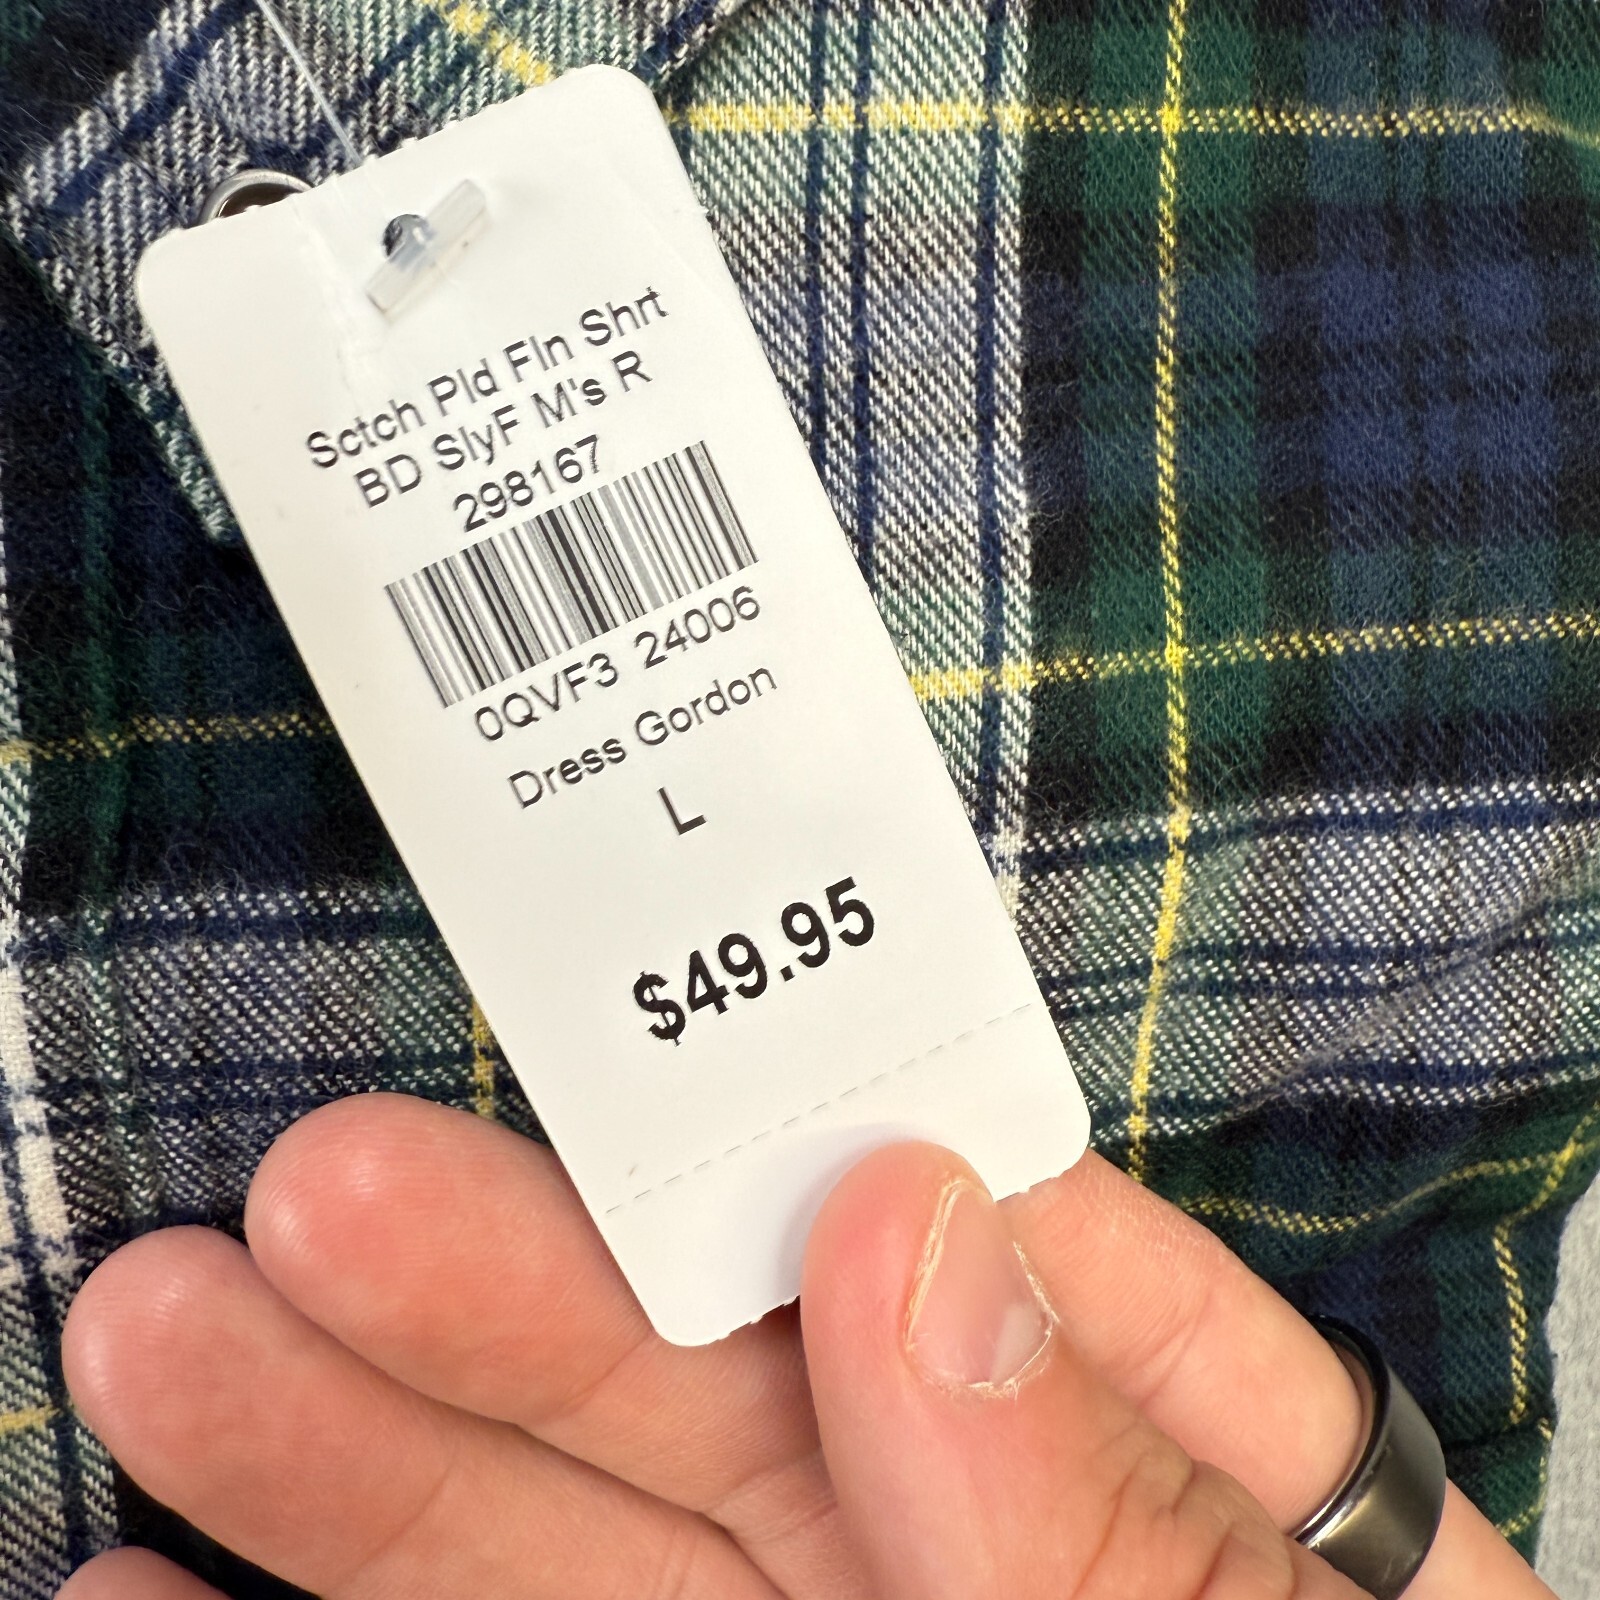 Sctch Pld Fln Shrt
BD SlyF M's R
298167
0QVF3 24006
Dress Gordon
L
$49.95